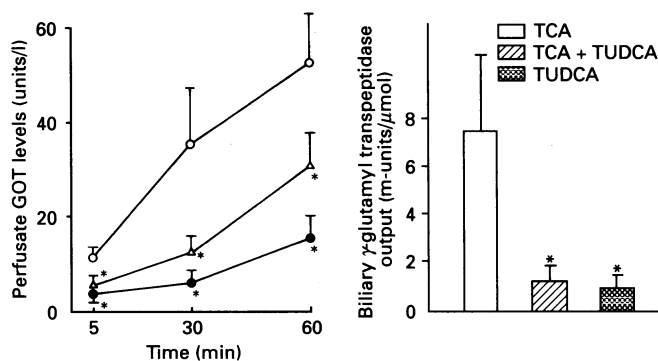 60
40
20
0
5
30
60
Perfusate GOT levels (units/l)
Time (min)
*
*
*
*
*
*
TCA
TCA + TUDCA
TUDCA
Biliary γ-glutamyl transpeptidase
output (m-units/μmol)
8
6
4
2
0
*
*